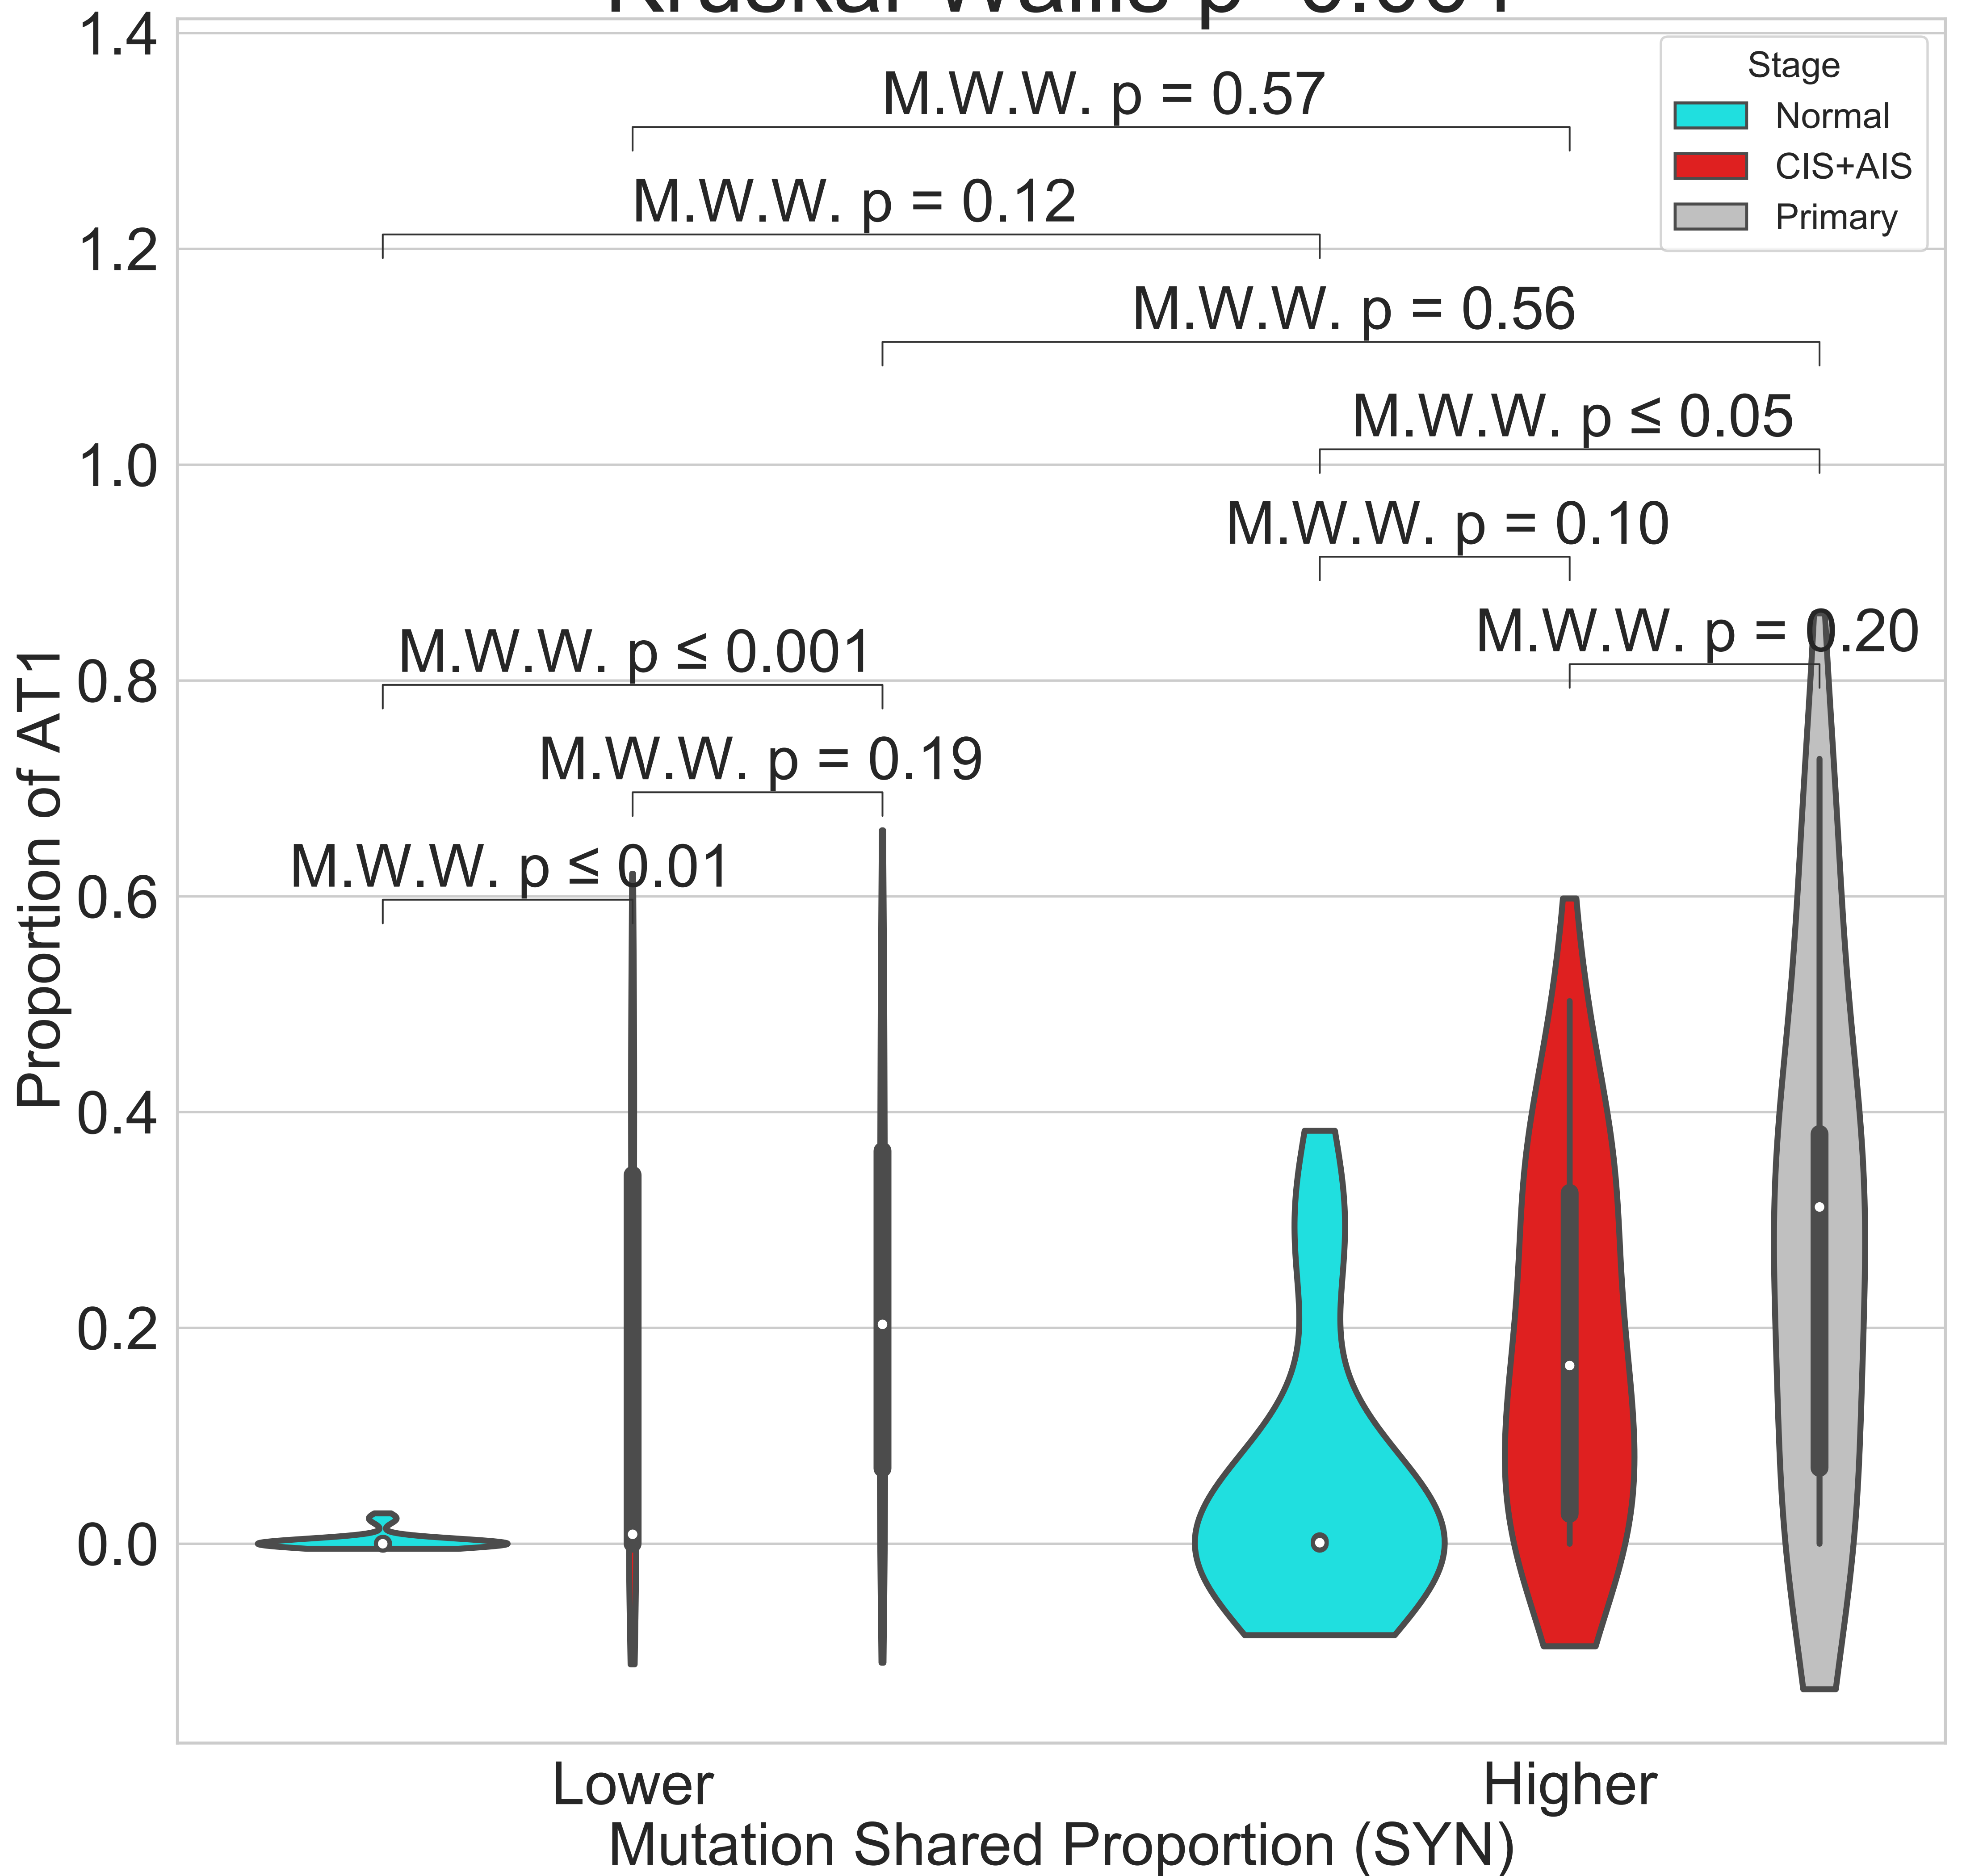 Stage
Normal
CIS+AIS
Primary
1.4
1.2
1.0
0.8
0.6
0.4
0.2
0.0
Proportion of AT1
M.W.W. p = 0.57
M.W.W. p = 0.12
M.W.W. p = 0.56
M.W.W. p ≤ 0.05
M.W.W. p = 0.10
M.W.W. p = 0.20
M.W.W. p ≤ 0.001
M.W.W. p = 0.19
M.W.W. p ≤ 0.01
Lower
Higher
Mutation Shared Proportion (SYN)